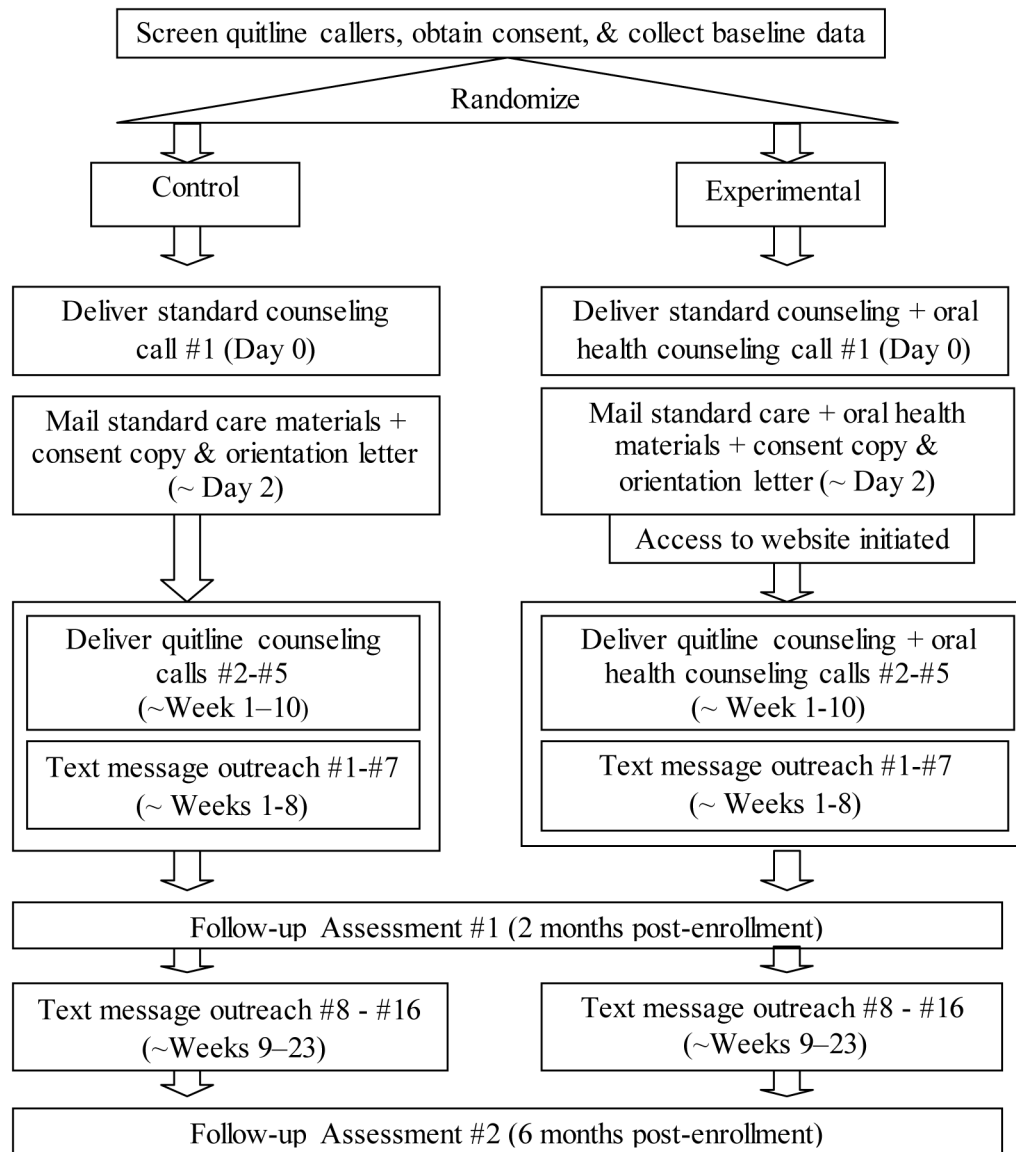 Screen quitline callers, obtain consent, & collect baseline data
Randomize
Control
Experimental
Deliver standard counseling
call #1 (Day 0)
Deliver standard counseling + oral
health counseling call #1 (Day 0)
Mail standard care materials +
consent copy & orientation letter
(~ Day 2)
Mail standard care + oral health
materials + consent copy &
orientation letter (~ Day 2)
Access to website initiated
Deliver quitline counseling
calls #2-#5
(~Week 1–10)
Deliver quitline counseling + oral
health counseling calls #2-#5
(~ Week 1-10)
Text message outreach #1-#7
(~ Weeks 1-8)
Text message outreach #1-#7
(~ Weeks 1-8)
Follow-up Assessment #1 (2 months post-enrollment)
Text message outreach #8 - #16
(~Weeks 9–23)
Text message outreach #8 - #16
(~Weeks 9–23)
Follow-up Assessment #2 (6 months post-enrollment)